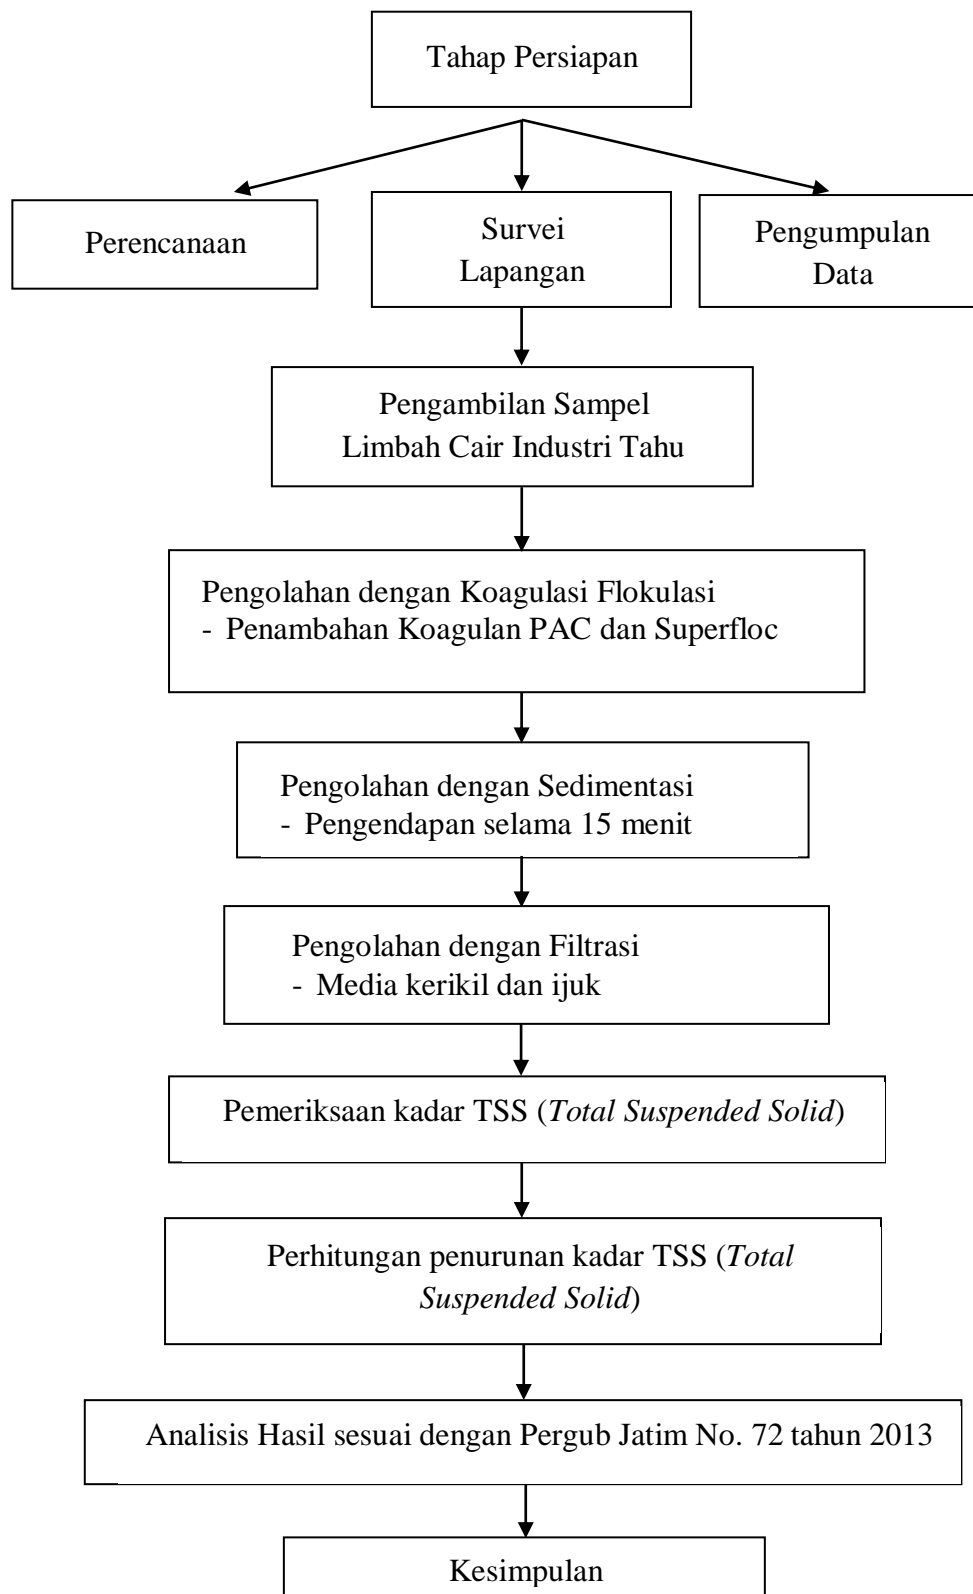 Tahap Persiapan
Perencanaan
Survei
Lapangan
Pengumpulan
Data
Pengambilan Sampel
Limbah Cair Industri Tahu
Pengolahan dengan Koagulasi Flokulasi
- Penambahan Koagulan PAC dan Superfloc
Pengolahan dengan Sedimentasi
- Pengendapan selama 15 menit
Pengolahan dengan Filtrasi
- Media kerikil dan ijuk
Pemeriksaan kadar TSS (Total Suspended Solid)
Perhitungan penurunan kadar TSS (Total
Suspended Solid)
Analisis Hasil sesuai dengan Pergub Jatim No. 72 tahun 2013
Kesimpulan